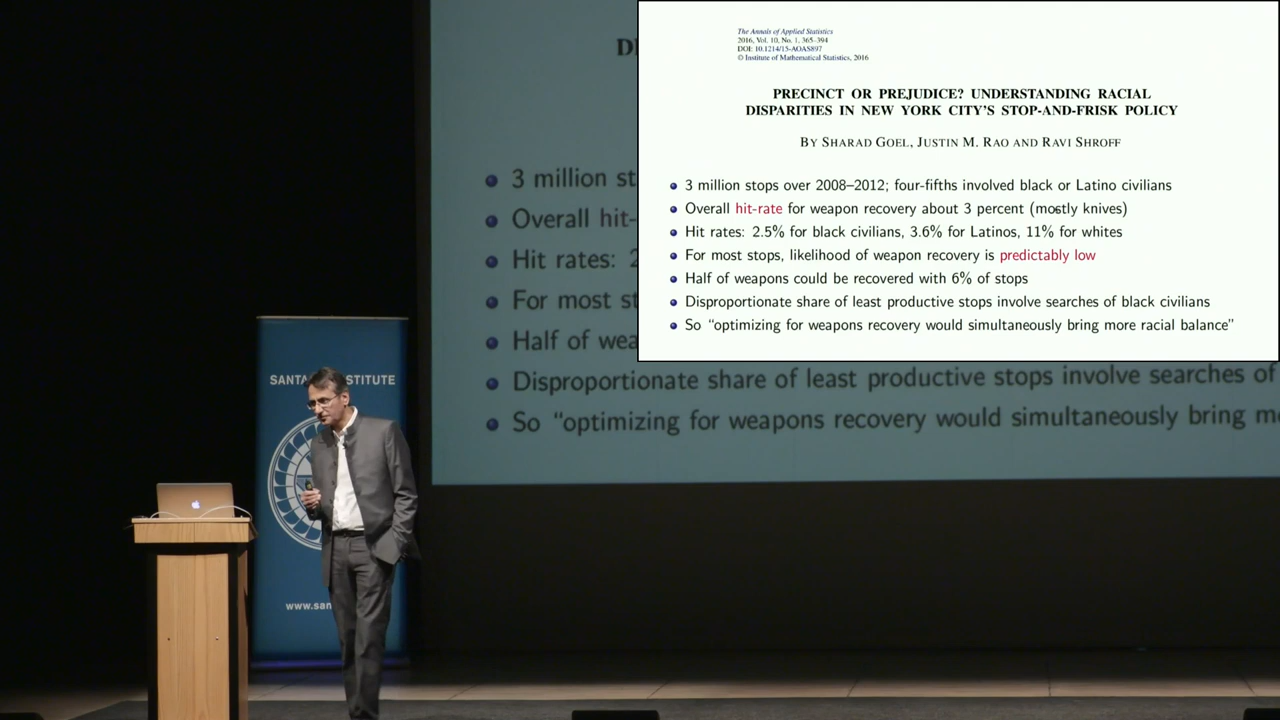 The Annals of Applied Statistics
2016, Vol. 10, No. 1, 365–394
DOI: 10.1214/15-AOAS897
© Institute of Mathematical Statistics, 2016
PRECINCT OR PREJUDICE? UNDERSTANDING RACIAL
DISPARITIES IN NEW YORK CITY'S STOP-AND-FRISK POLICY
BY SHARAD GOEL, JUSTIN M. RAO AND RAVI SHROFF
3 million stops over 2008–2012; four-fifths involved black or Latino civilians
Overall hit-rate for weapon recovery about 3 percent (mostly knives)
Hit rates: 2.5% for black civilians, 3.6% for Latinos, 11% for whites
For most stops, likelihood of weapon recovery is predictably low
Half of weapons could be recovered with 6% of stops
Disproportionate share of least productive stops involve searches of black civilians
So “optimizing for weapons recovery would simultaneously bring more racial balance”
DI
3 million st
Overall hit-
Hit rates: 2
For most st
Half of wea
Disproportionate share of least productive stops involve searches of
So “optimizing for weapons recovery would simultaneously bring m
SANTA STITUTE
www.san